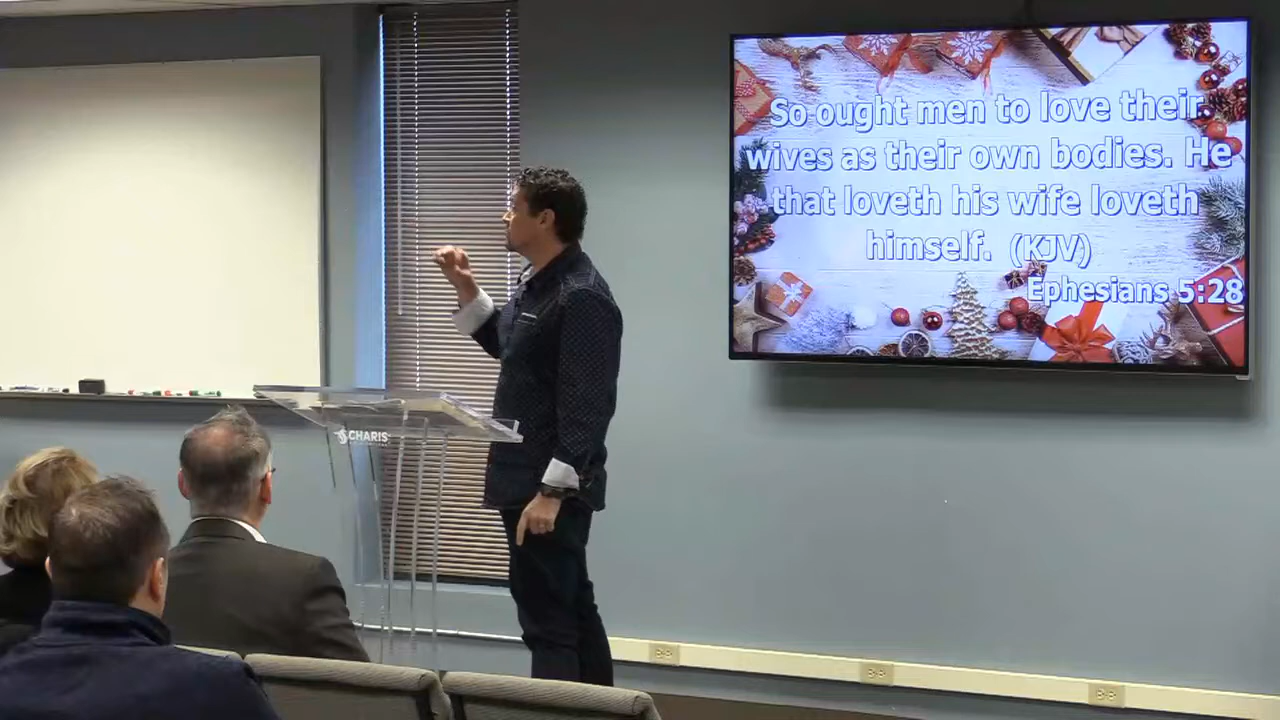 So ought men to love their
wives as their own bodies. He
that loveth his wife loveth
himself. (KJV)
Ephesians 5:28
CHARIS